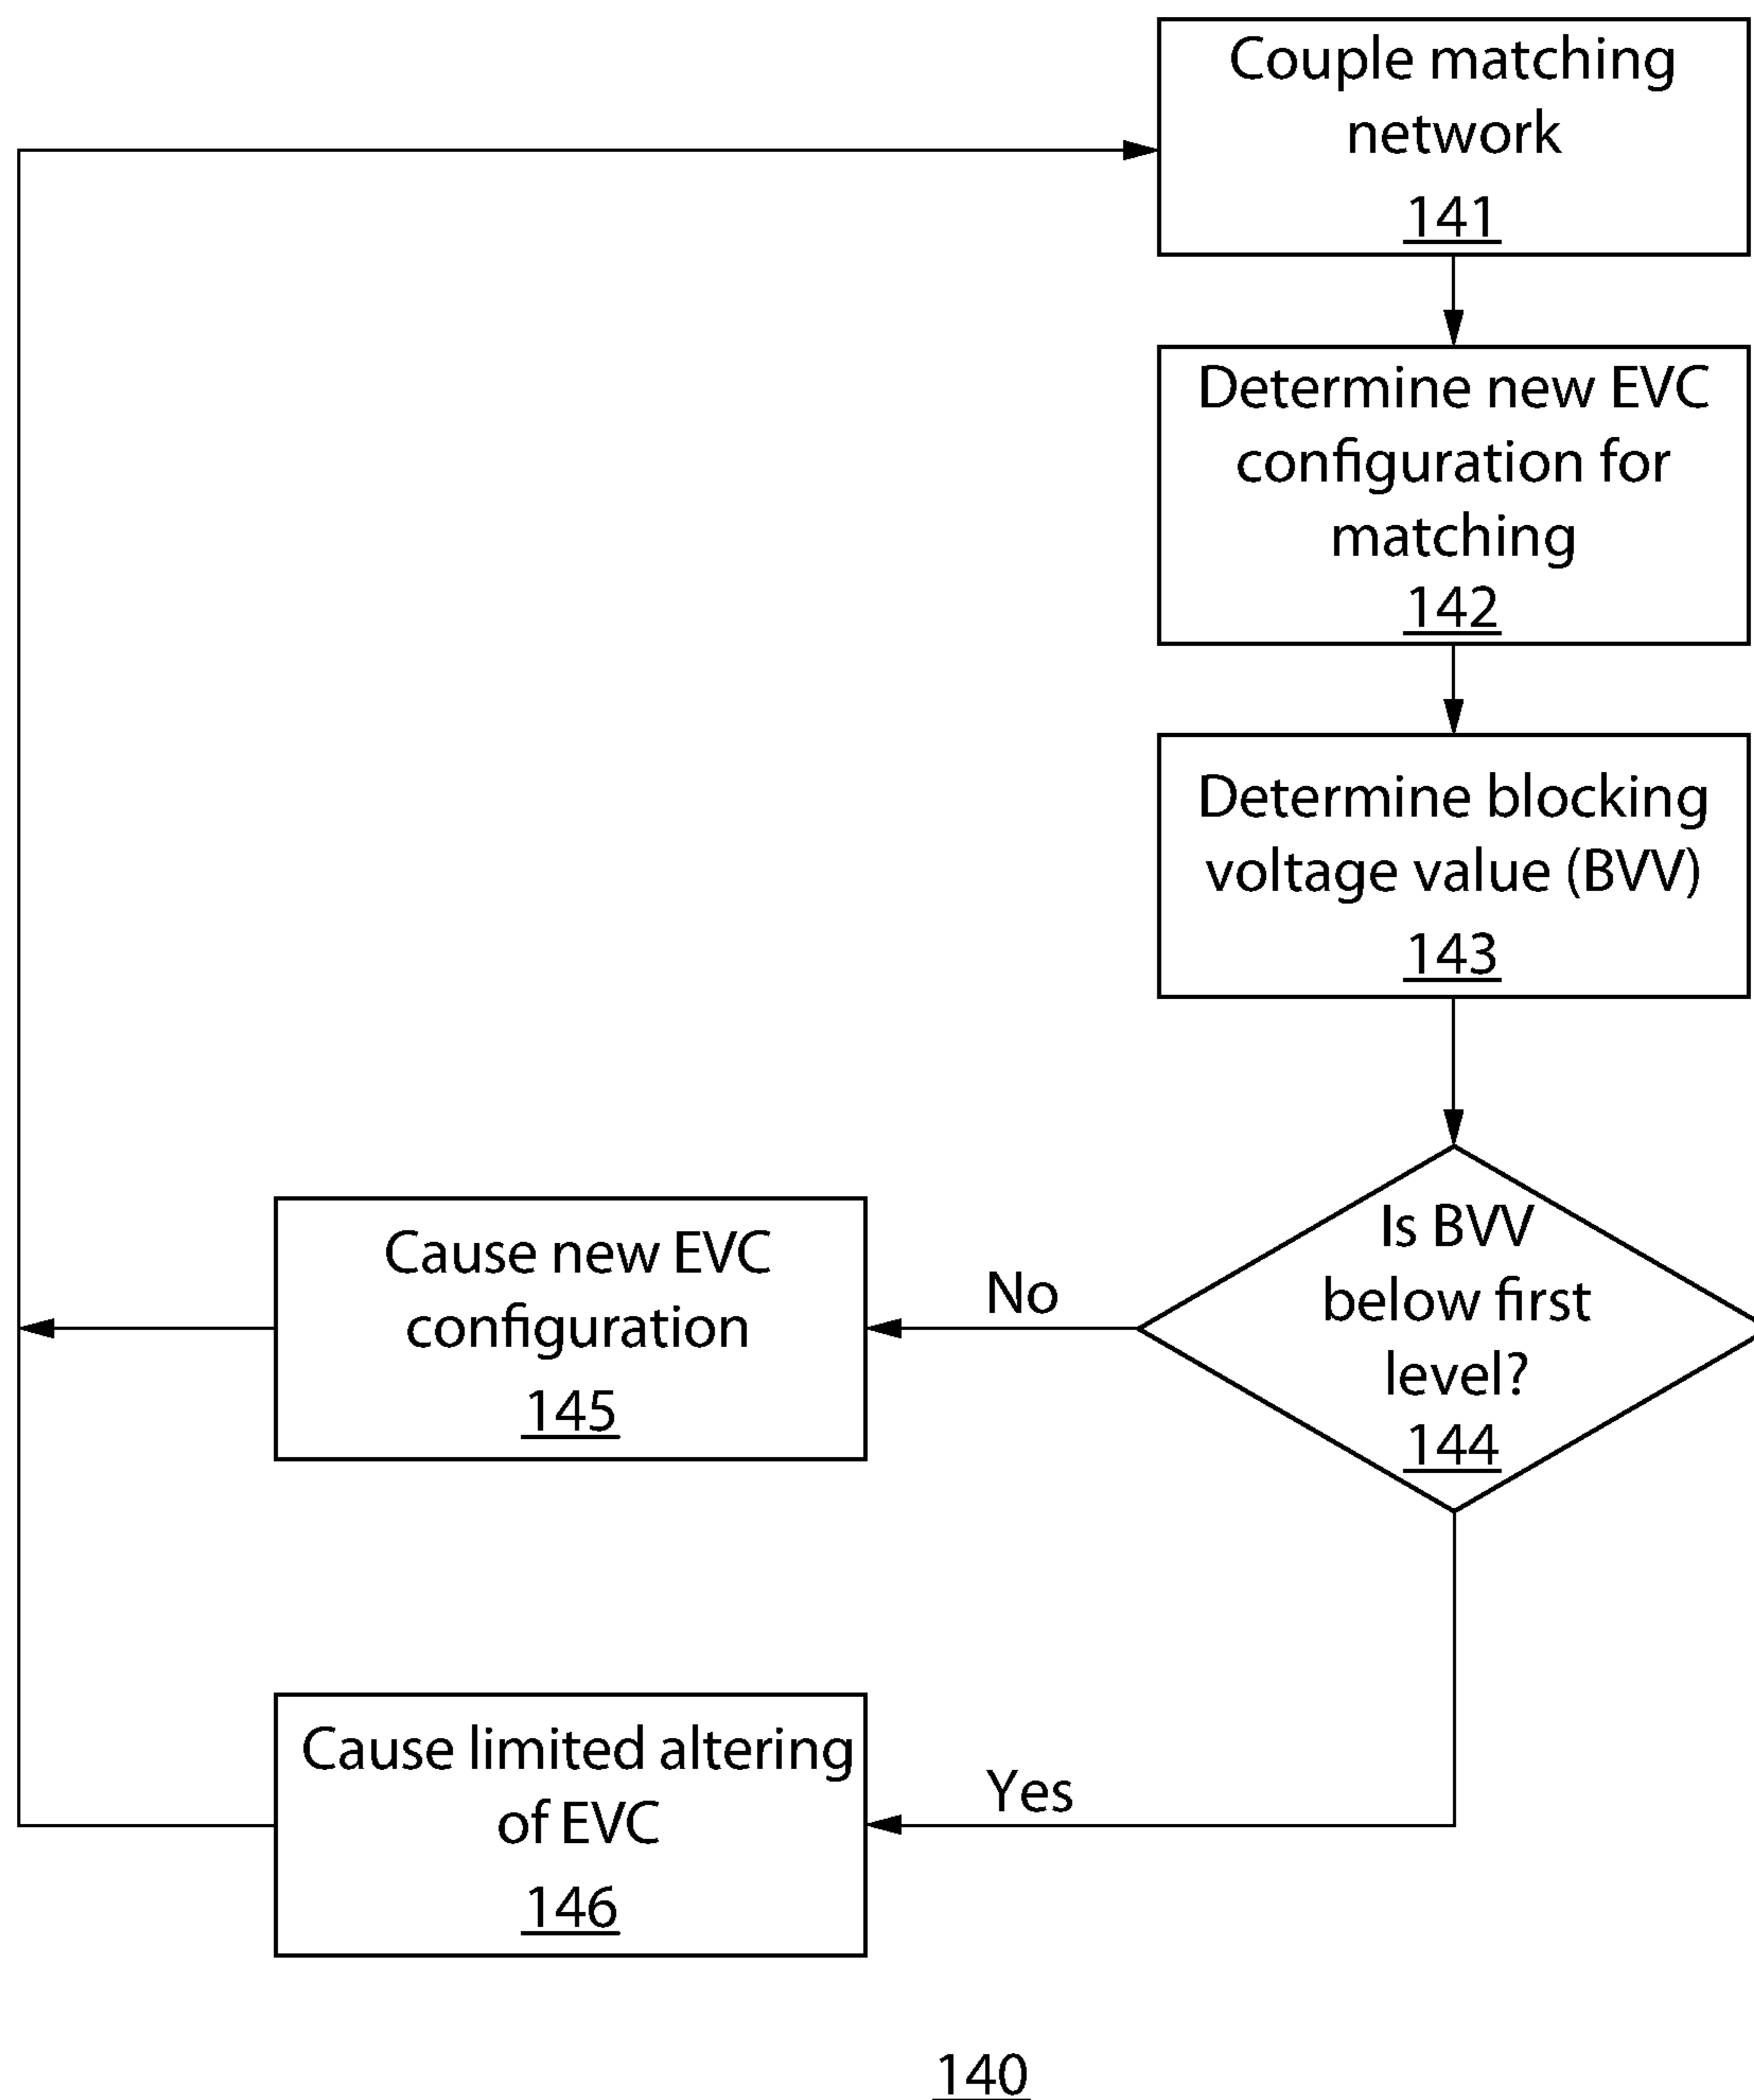 Couple matching
network
141
Determine new EVC
configuration for
matching
142
Determine blocking
voltage value (BVV)
143
Is BVV
below first
level?
144
No
Cause new EVC
configuration
145
Yes
Cause limited altering
of EVC
146
140